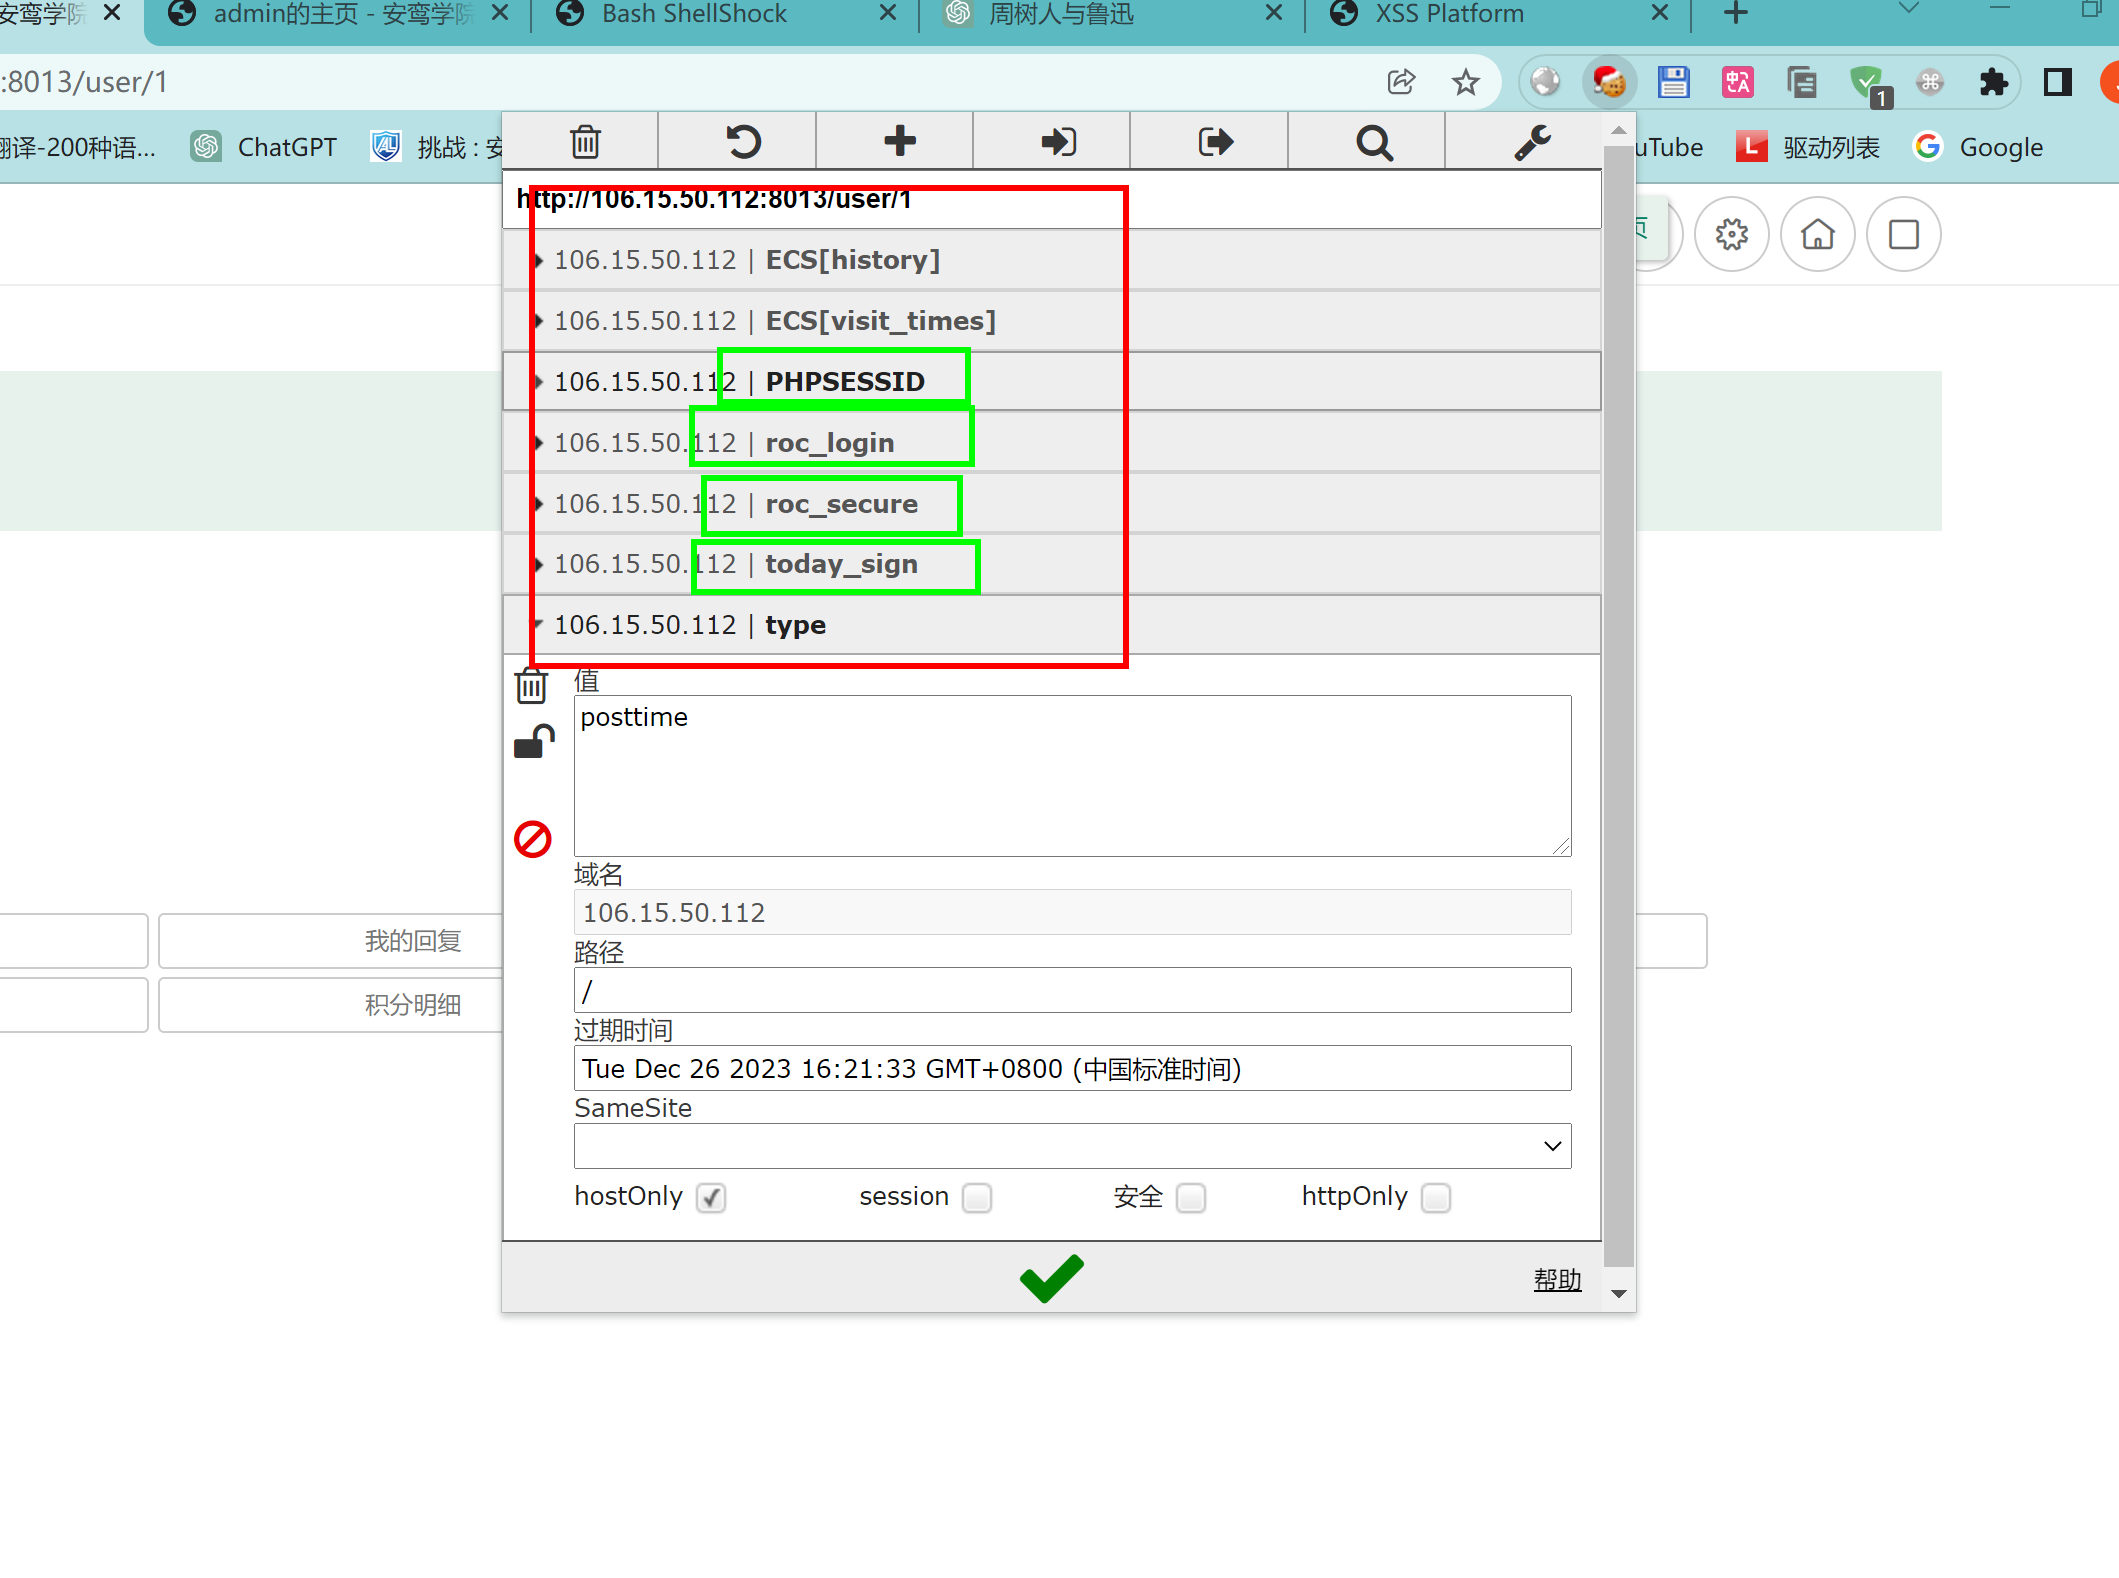 安鸾学院
admin的主页 - 安鸾学院
Bash ShellShock
周树人与鲁迅
XSS Platform
:8013/user/1
1
翻译-200种语...
ChatGPT
挑战 : 安
uTube
L
驱动列表
Google
http://106.15.50.112:8013/user/1
页
106.15.50.112 | ECS[history]
106.15.50.112 | ECS[visit_times]
106.15.50.112 | PHPSESSID
106.15.50.112 | roc_login
106.15.50.112 | roc_secure
106.15.50.112 | today_sign
106.15.50.112 | type
值
posttime
域名
106.15.50.112
我的回复
路径
/
积分明细
过期时间
Tue Dec 26 2023 16:21:33 GMT+0800 (中国标准时间)
SameSite
hostOnly
session
安全
httpOnly
帮助